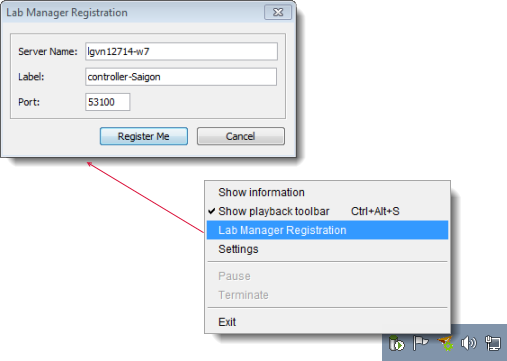 Lab Manager Registration
Server Name: lgvn12714-w7
Label: controller-Saigon
Port: 53100
Register Me Cancel
Show information
Show playback toolbar Ctrl+Alt+S
Lab Manager Registration
Settings
Pause
Terminate
Exit